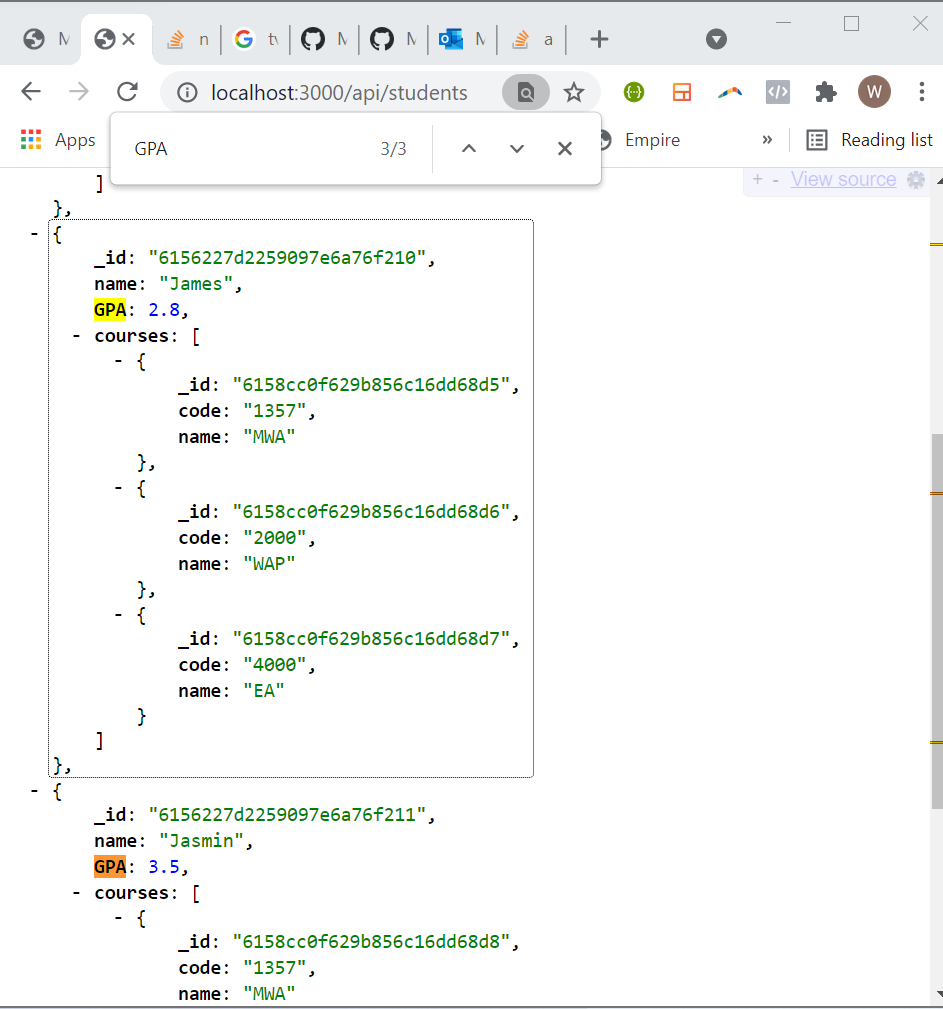 M
n
tv
M
M
M
a
localhost:3000/api/students
W
Apps
GPA
3/3
Empire
»
Reading list
+ - View source
]
},
- {
_id: "6156227d2259097e6a76f210",
name: "James",
GPA: 2.8,
- courses: [
- {
_id: "6158cc0f629b856c16dd68d5",
code: "1357",
name: "MWA"
},
- {
_id: "6158cc0f629b856c16dd68d6",
code: "2000",
name: "WAP"
},
- {
_id: "6158cc0f629b856c16dd68d7",
code: "4000",
name: "EA"
}
]
},
- {
_id: "6156227d2259097e6a76f211",
name: "Jasmin",
GPA: 3.5,
- courses: [
- {
_id: "6158cc0f629b856c16dd68d8",
code: "1357",
name: "MWA"